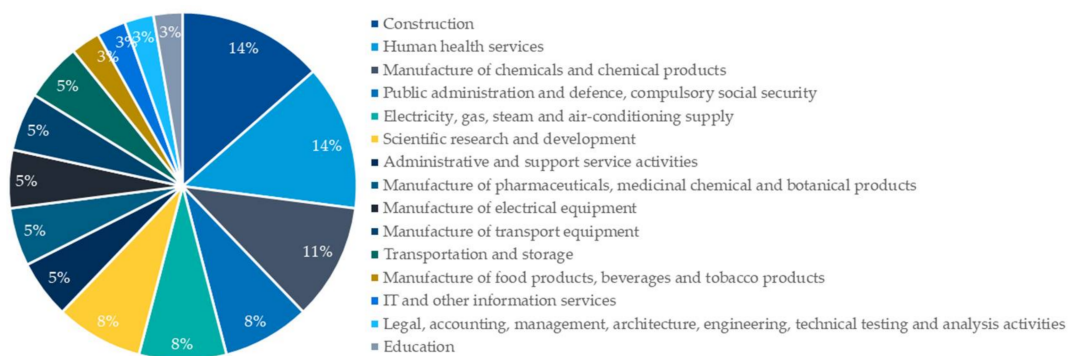 14%
14%
11%
8%
8%
8%
5%
5%
5%
5%
5%
3%
3%
3%
3%
Construction
Human health services
Manufacture of chemicals and chemical products
Public administration and defence, compulsory social security
Electricity, gas, steam and air-conditioning supply
Scientific research and development
Administrative and support service activities
Manufacture of pharmaceuticals, medicinal chemical and botanical products
Manufacture of electrical equipment
Manufacture of transport equipment
Transportation and storage
Manufacture of food products, beverages and tobacco products
IT and other information services
Legal, accounting, management, architecture, engineering, technical testing and analysis activities
Education